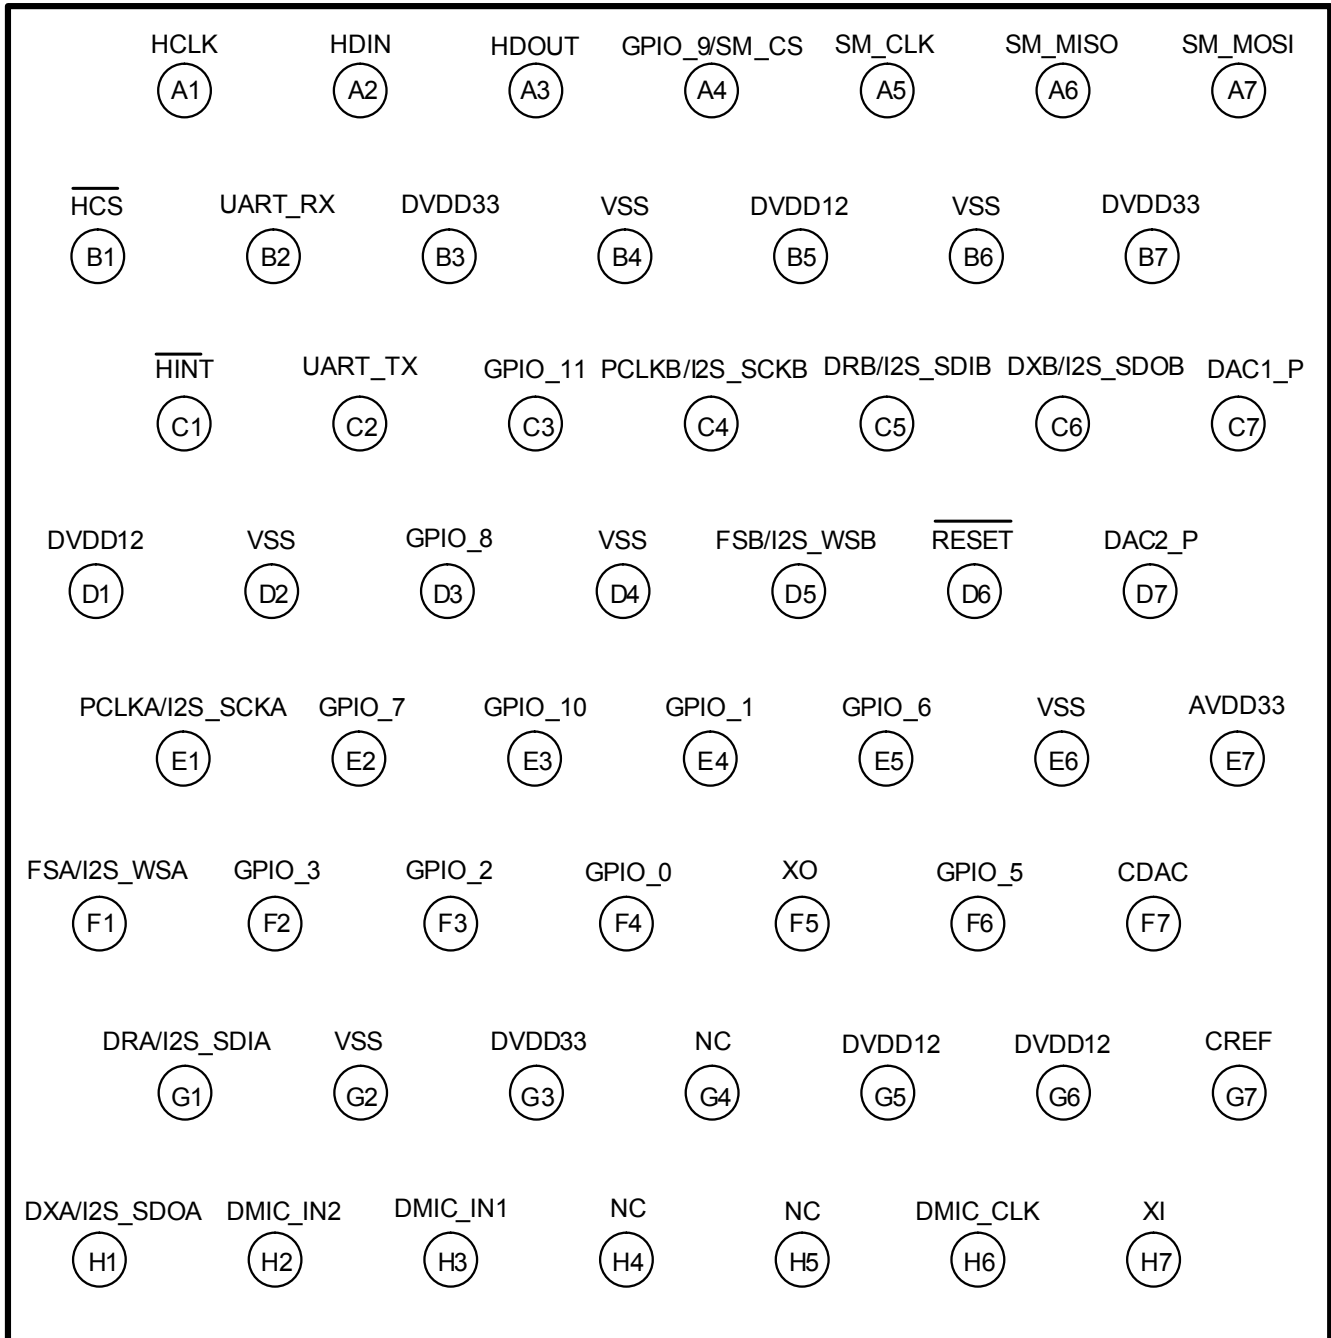 HCLK HDIN HDOUT GPIO_9/SM_CS SM_CLK SM_MISO SM_MOSI
A1 A2 A3 A4 A5 A6 A7
HCS UART_RX DVDD33 VSS DVDD12 VSS DVDD33
B1 B2 B3 B4 B5 B6 B7
HINT UART_TX GPIO_11 PCLKB/I2S_SCKB DRB/I2S_SDIB DXB/I2S_SDOB DAC1_P
C1 C2 C3 C4 C5 C6 C7
DVDD12 VSS GPIO_8 VSS FSB/I2S_WSB RESET DAC2_P
D1 D2 D3 D4 D5 D6 D7
PCLKA/I2S_SCKA GPIO_7 GPIO_10 GPIO_1 GPIO_6 VSS AVDD33
E1 E2 E3 E4 E5 E6 E7
FSA/I2S_WSA GPIO_3 GPIO_2 GPIO_0 XO GPIO_5 CDAC
F1 F2 F3 F4 F5 F6 F7
DRA/I2S_SDIA VSS DVDD33 NC DVDD12 DVDD12 CREF
G1 G2 G3 G4 G5 G6 G7
DXA/I2S_SDOA DMIC_IN2 DMIC_IN1 NC NC DMIC_CLK XI
H1 H2 H3 H4 H5 H6 H7